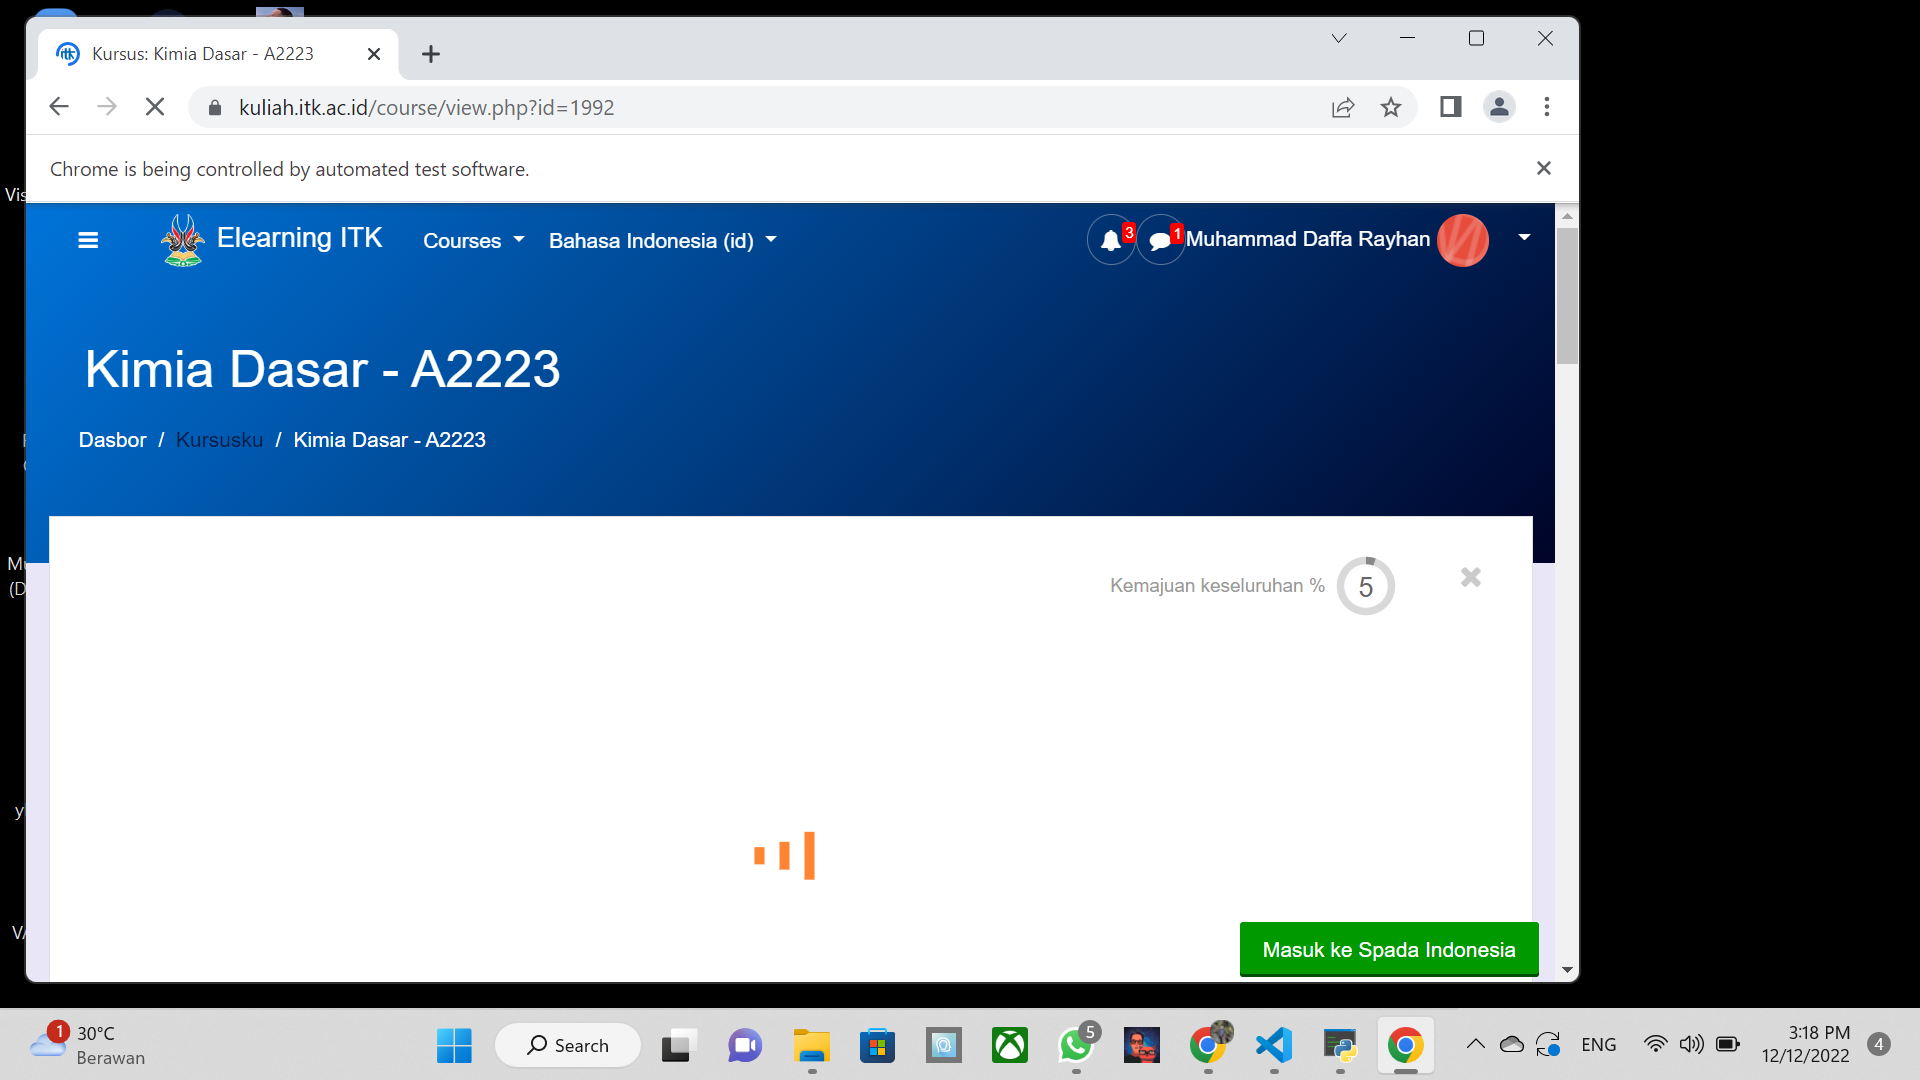 Kursus: Kimia Dasar - A2223
kuliah.itk.ac.id/course/view.php?id=1992
Chrome is being controlled by automated test software.
Elearning ITK
Courses
Bahasa Indonesia (id)
3
1
Muhammad Daffa Rayhan
Kimia Dasar - A2223
Dasbor / Kursusku / Kimia Dasar - A2223
Kemajuan keseluruhan %
5
Masuk ke Spada Indonesia
1
30°C
Berawan
Search
5
ENG
3:18 PM
12/12/2022
4